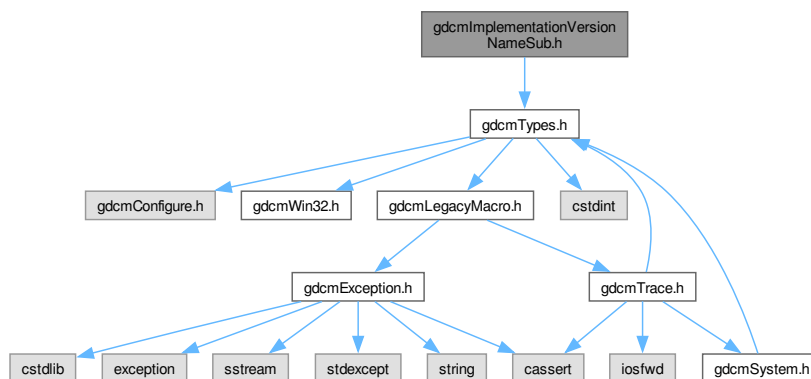 gdcmImplementationVersion
NameSub.h
gdcmTypes.h
gdcmConfigure.h
gdcmWin32.h
gdcmLegacyMacro.h
cstdint
gdcmException.h
gdcmTrace.h
cstdlib
exception
sstream
stdexcept
string
cassert
iosfwd
gdcmSystem.h